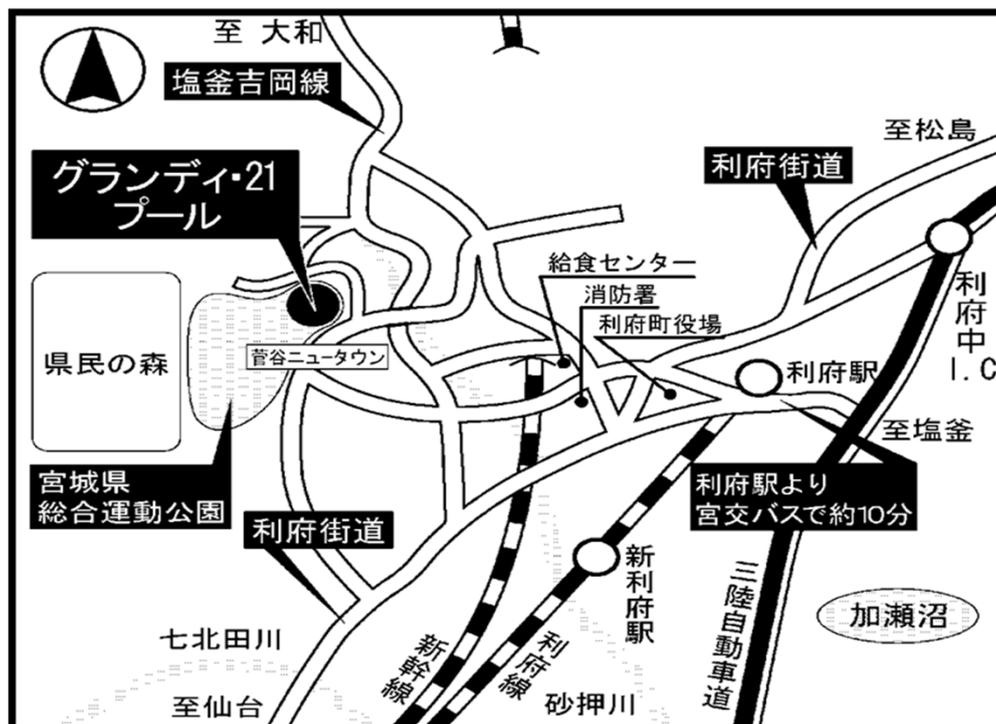 至 大和
塩釜吉岡線
至松島
利府街道
グランディ・21
プール
給食センター
消防署
利府町役場
利府中
I.C
県民の森
菅谷ニュータウン
利府駅
至塩釜
宮城県
総合運動公園
利府駅より
宮交バスで約10分
利府街道
新利府駅
三陸自動車道
加瀬沼
七北田川
新幹線
利府線
砂押川
至仙台